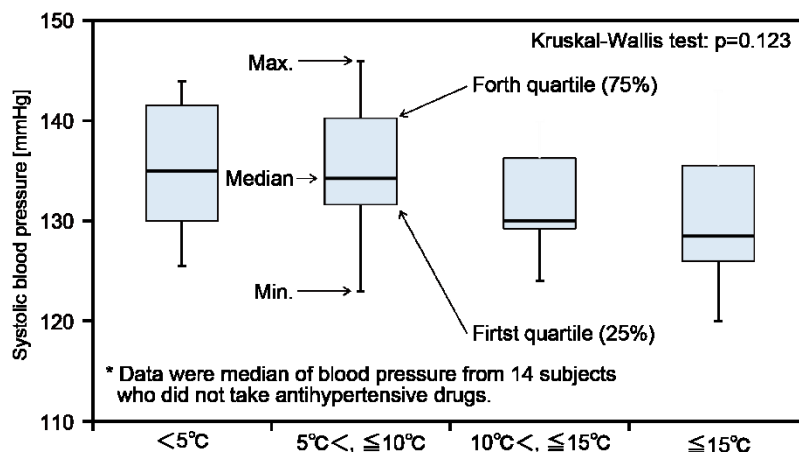 Kruskal-Wallis test: p=0.123
Max.
Forth quartile (75%)
Median
Min.
Firtst quartile (25%)
* Data were median of blood pressure from 14 subjects
who did not take antihypertensive drugs.
Systolic blood pressure [mmHg]
150
140
130
120
110
<5℃
5℃<, ≦10℃
10℃<, ≦15℃
≦15℃